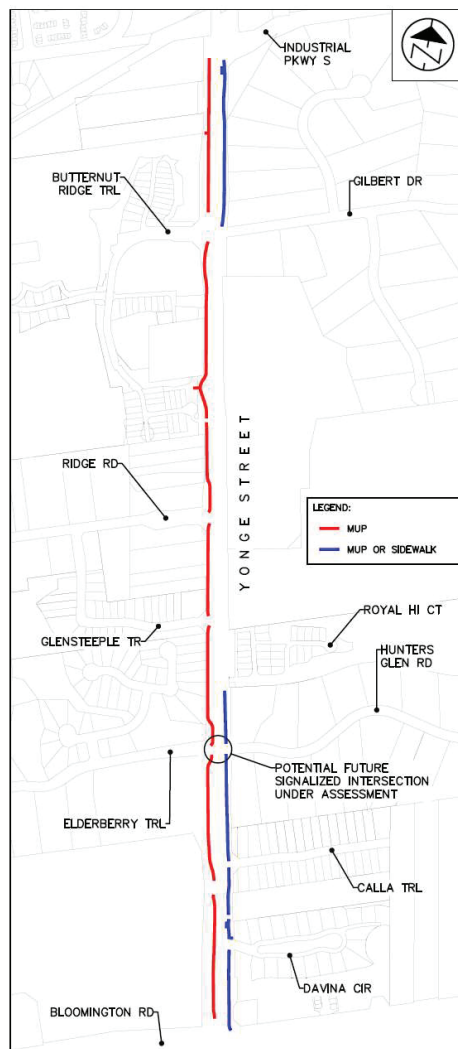 INDUSTRIAL
PKWY S
N
BUTTERNUT
RIDGE TRL
GILBERT DR
YONGE STREET
RIDGE RD
LEGEND:
MUP
MUP OR SIDEWALK
ROYAL HI CT
GLENSTEEPLE TR
HUNTERS
GLEN RD
POTENTIAL FUTURE
SIGNALIZED INTERSECTION
UNDER ASSESSMENT
ELDERBERRY TRL
CALLA TRL
DAVINA CIR
BLOOMINGTON RD